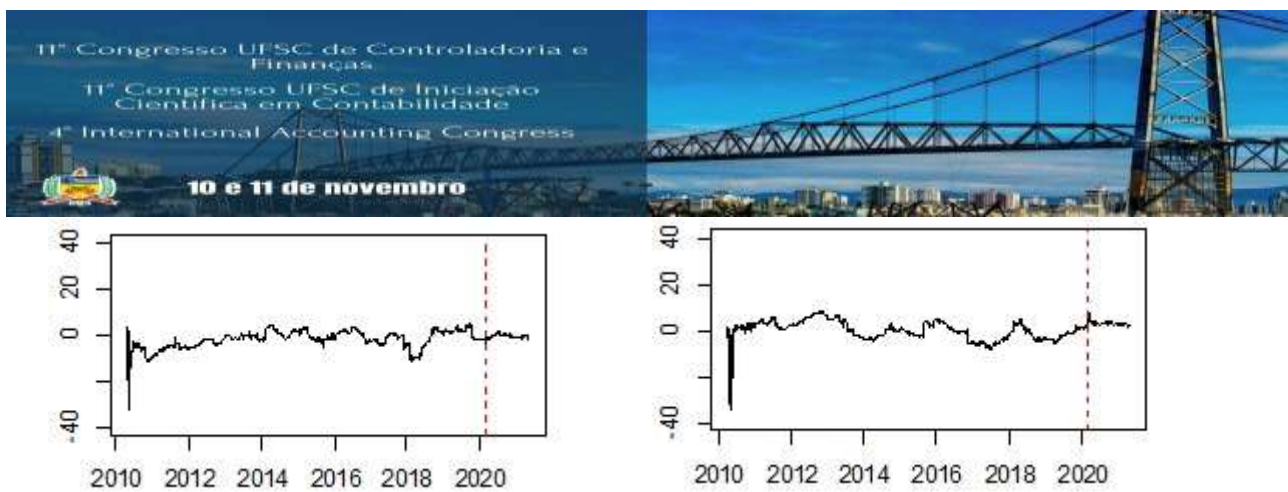 11° Congresso UFSC de Controladoria e
Finanças
11° Congresso UFSC de Iniciação
Científica em Contabilidade
4° International Accounting Congress
10 e 11 de novembro
40
20
0
-40
2010 2012 2014 2016 2018 2020
40
20
0
-40
2010 2012 2014 2016 2018 2020